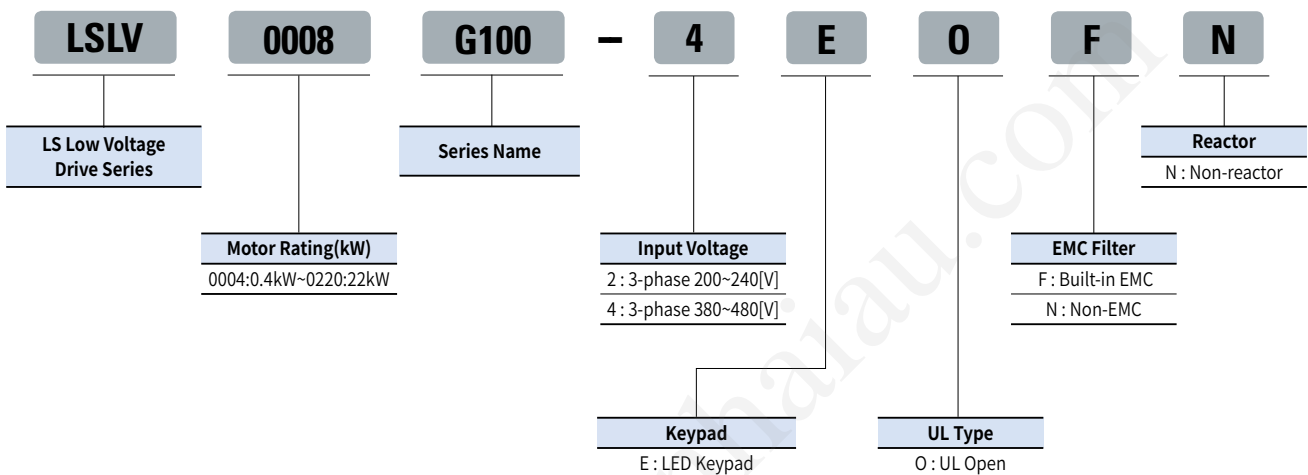 LSLV 0008 G100 – 4 E O F N
LS Low Voltage
Drive Series
Series Name
Reactor
N : Non-reactor
Motor Rating(kW)
0004:0.4kW~0220:22kW
Input Voltage
2 : 3-phase 200~240[V]
4 : 3-phase 380~480[V]
EMC Filter
F : Built-in EMC
N : Non-EMC
Keypad
E : LED Keypad
UL Type
O : UL Open
haiau.com